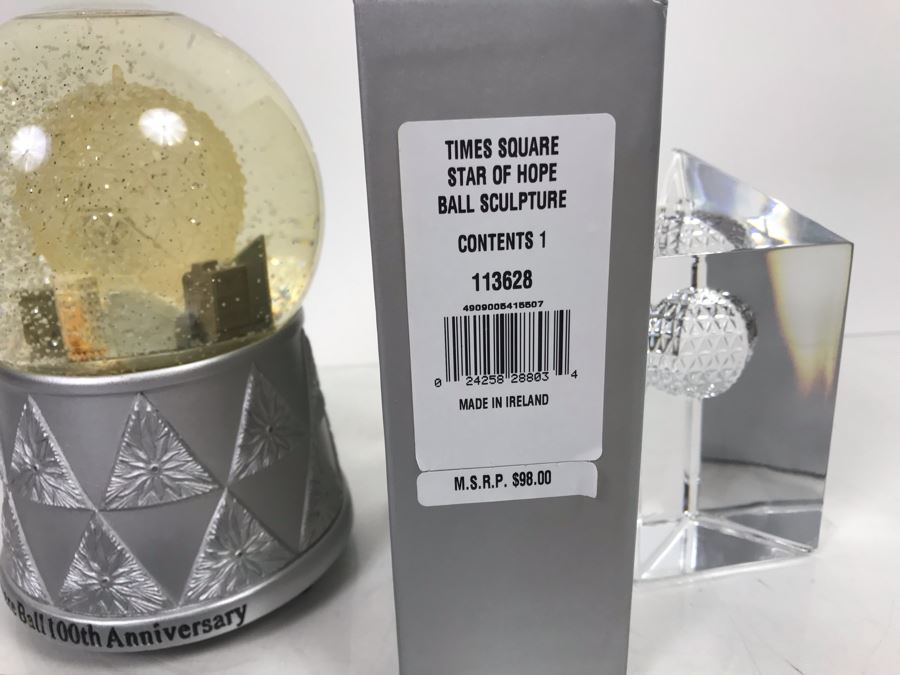 TIMES SQUARE
STAR OF HOPE
BALL SCULPTURE
CONTENTS 1
113628
4909005415507
0 24258 28803 4
MADE IN IRELAND
M.S.R.P. $98.00
Ball 100th Anniversary